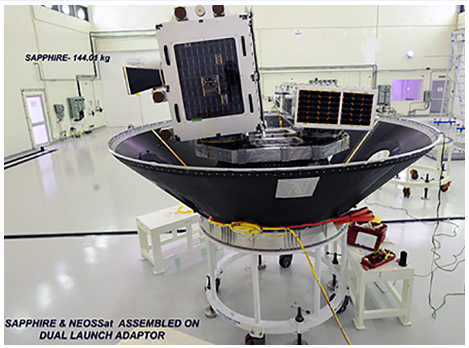 SAPPHIRE- 144.01 kg
SAPPHIRE & NEOSSat ASSEMBLED ON
DUAL LAUNCH ADAPTOR